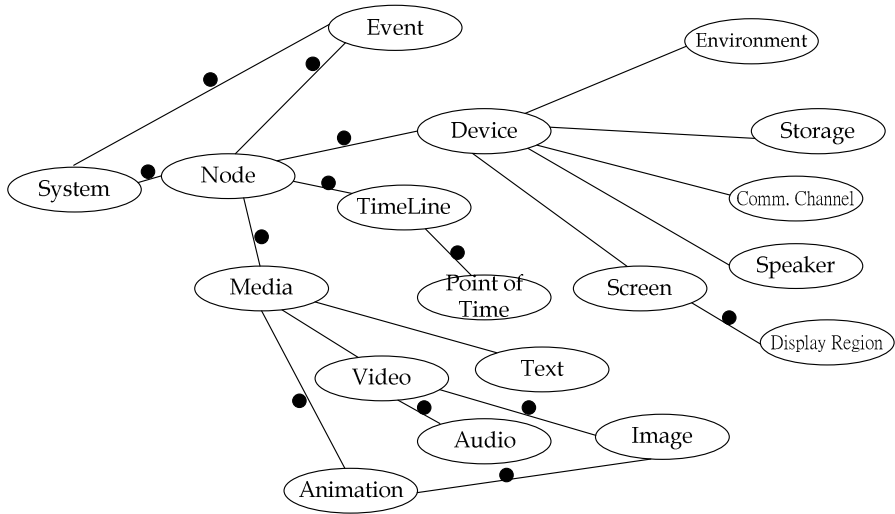 Event
Environment
Device
Storage
System
Node
TimeLine
Comm. Channel
Speaker
Media
Point of
Time
Screen
Display Region
Video
Text
Audio
Image
Animation